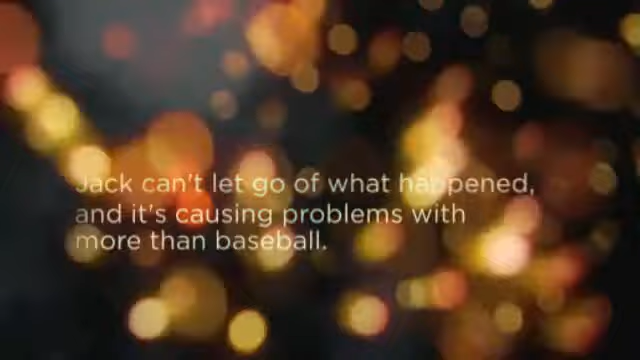 Jack can't let go of what happened,
and it's causing problems with
more than baseball.